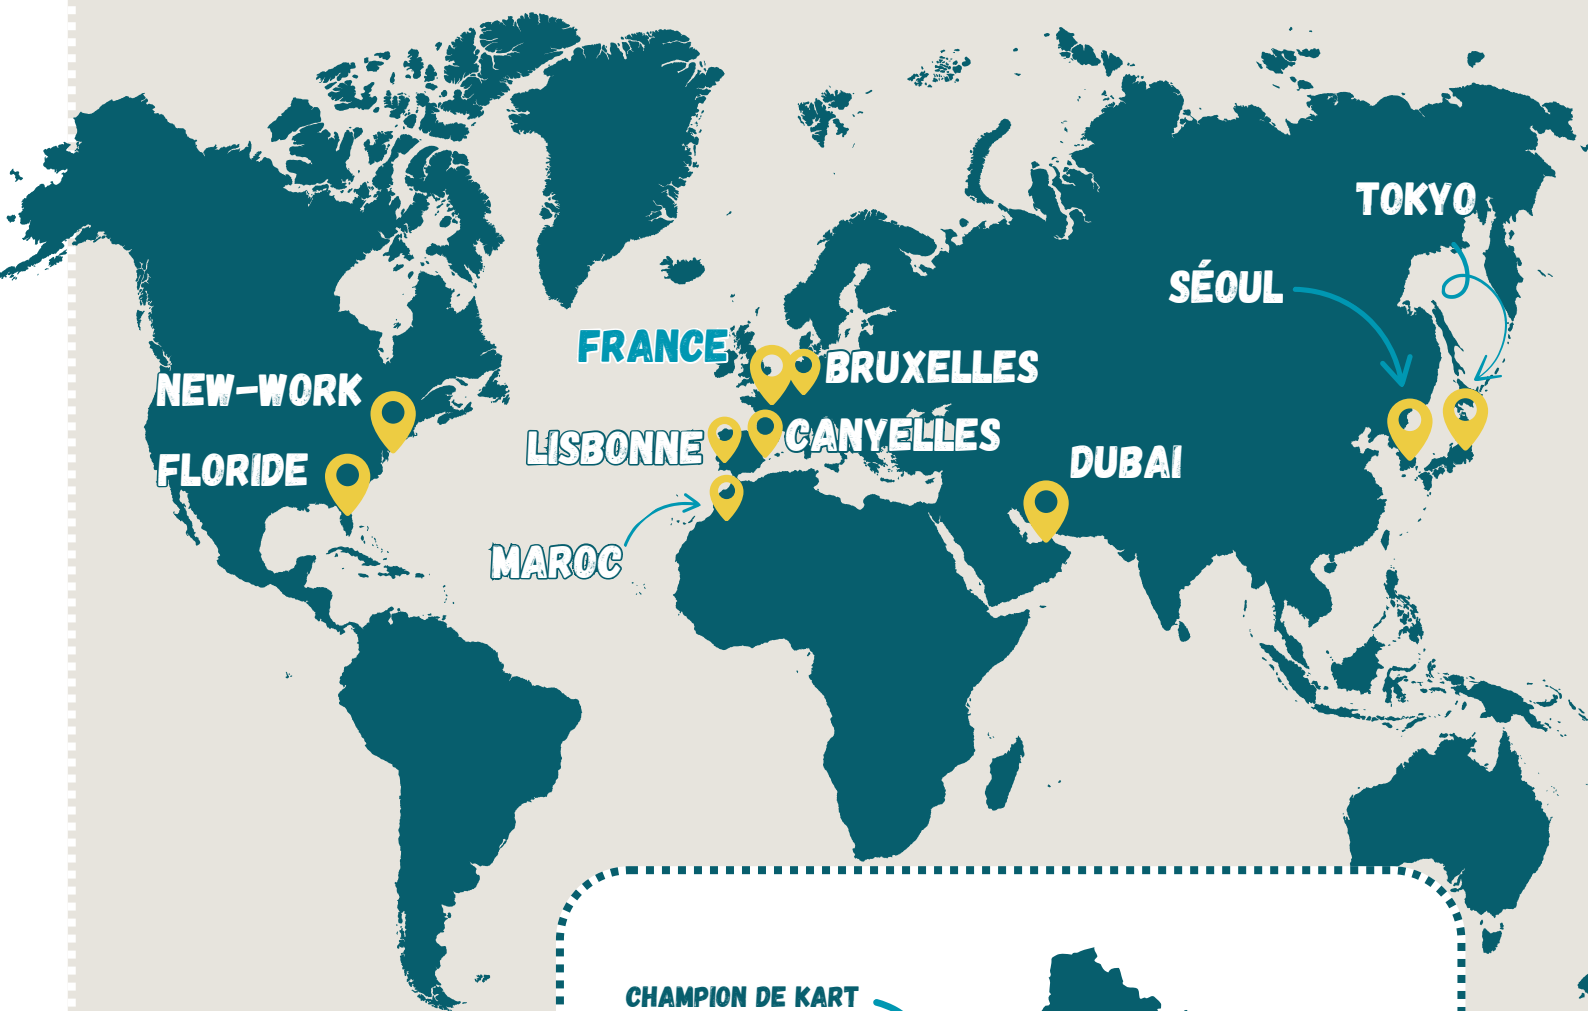 TOKYO
SÉOUL
FRANCE
BRUXELLES
NEW-WORK
LISBONNE
CANYELLES
DUBAI
FLORIDE
MAROC
CHAMPION DE KART